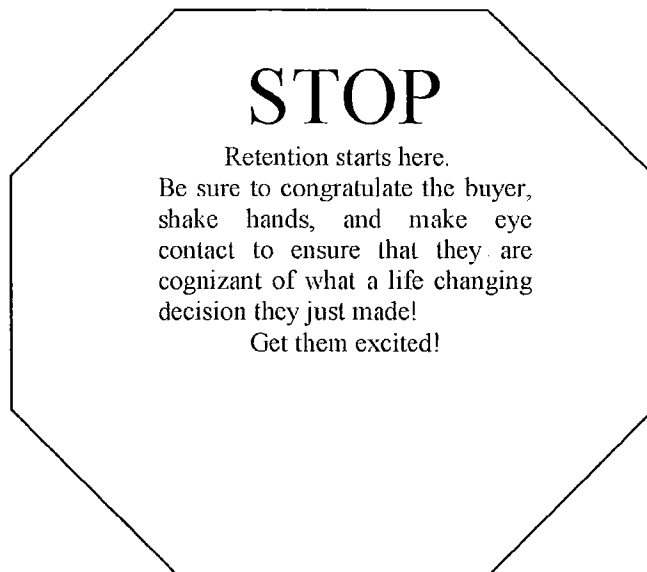 STOP
Retention starts here.
Be sure to congratulate the buyer,
shake hands, and make eye
contact to ensure that they are
cognizant of what a life changing
decision they just made!
Get them excited!